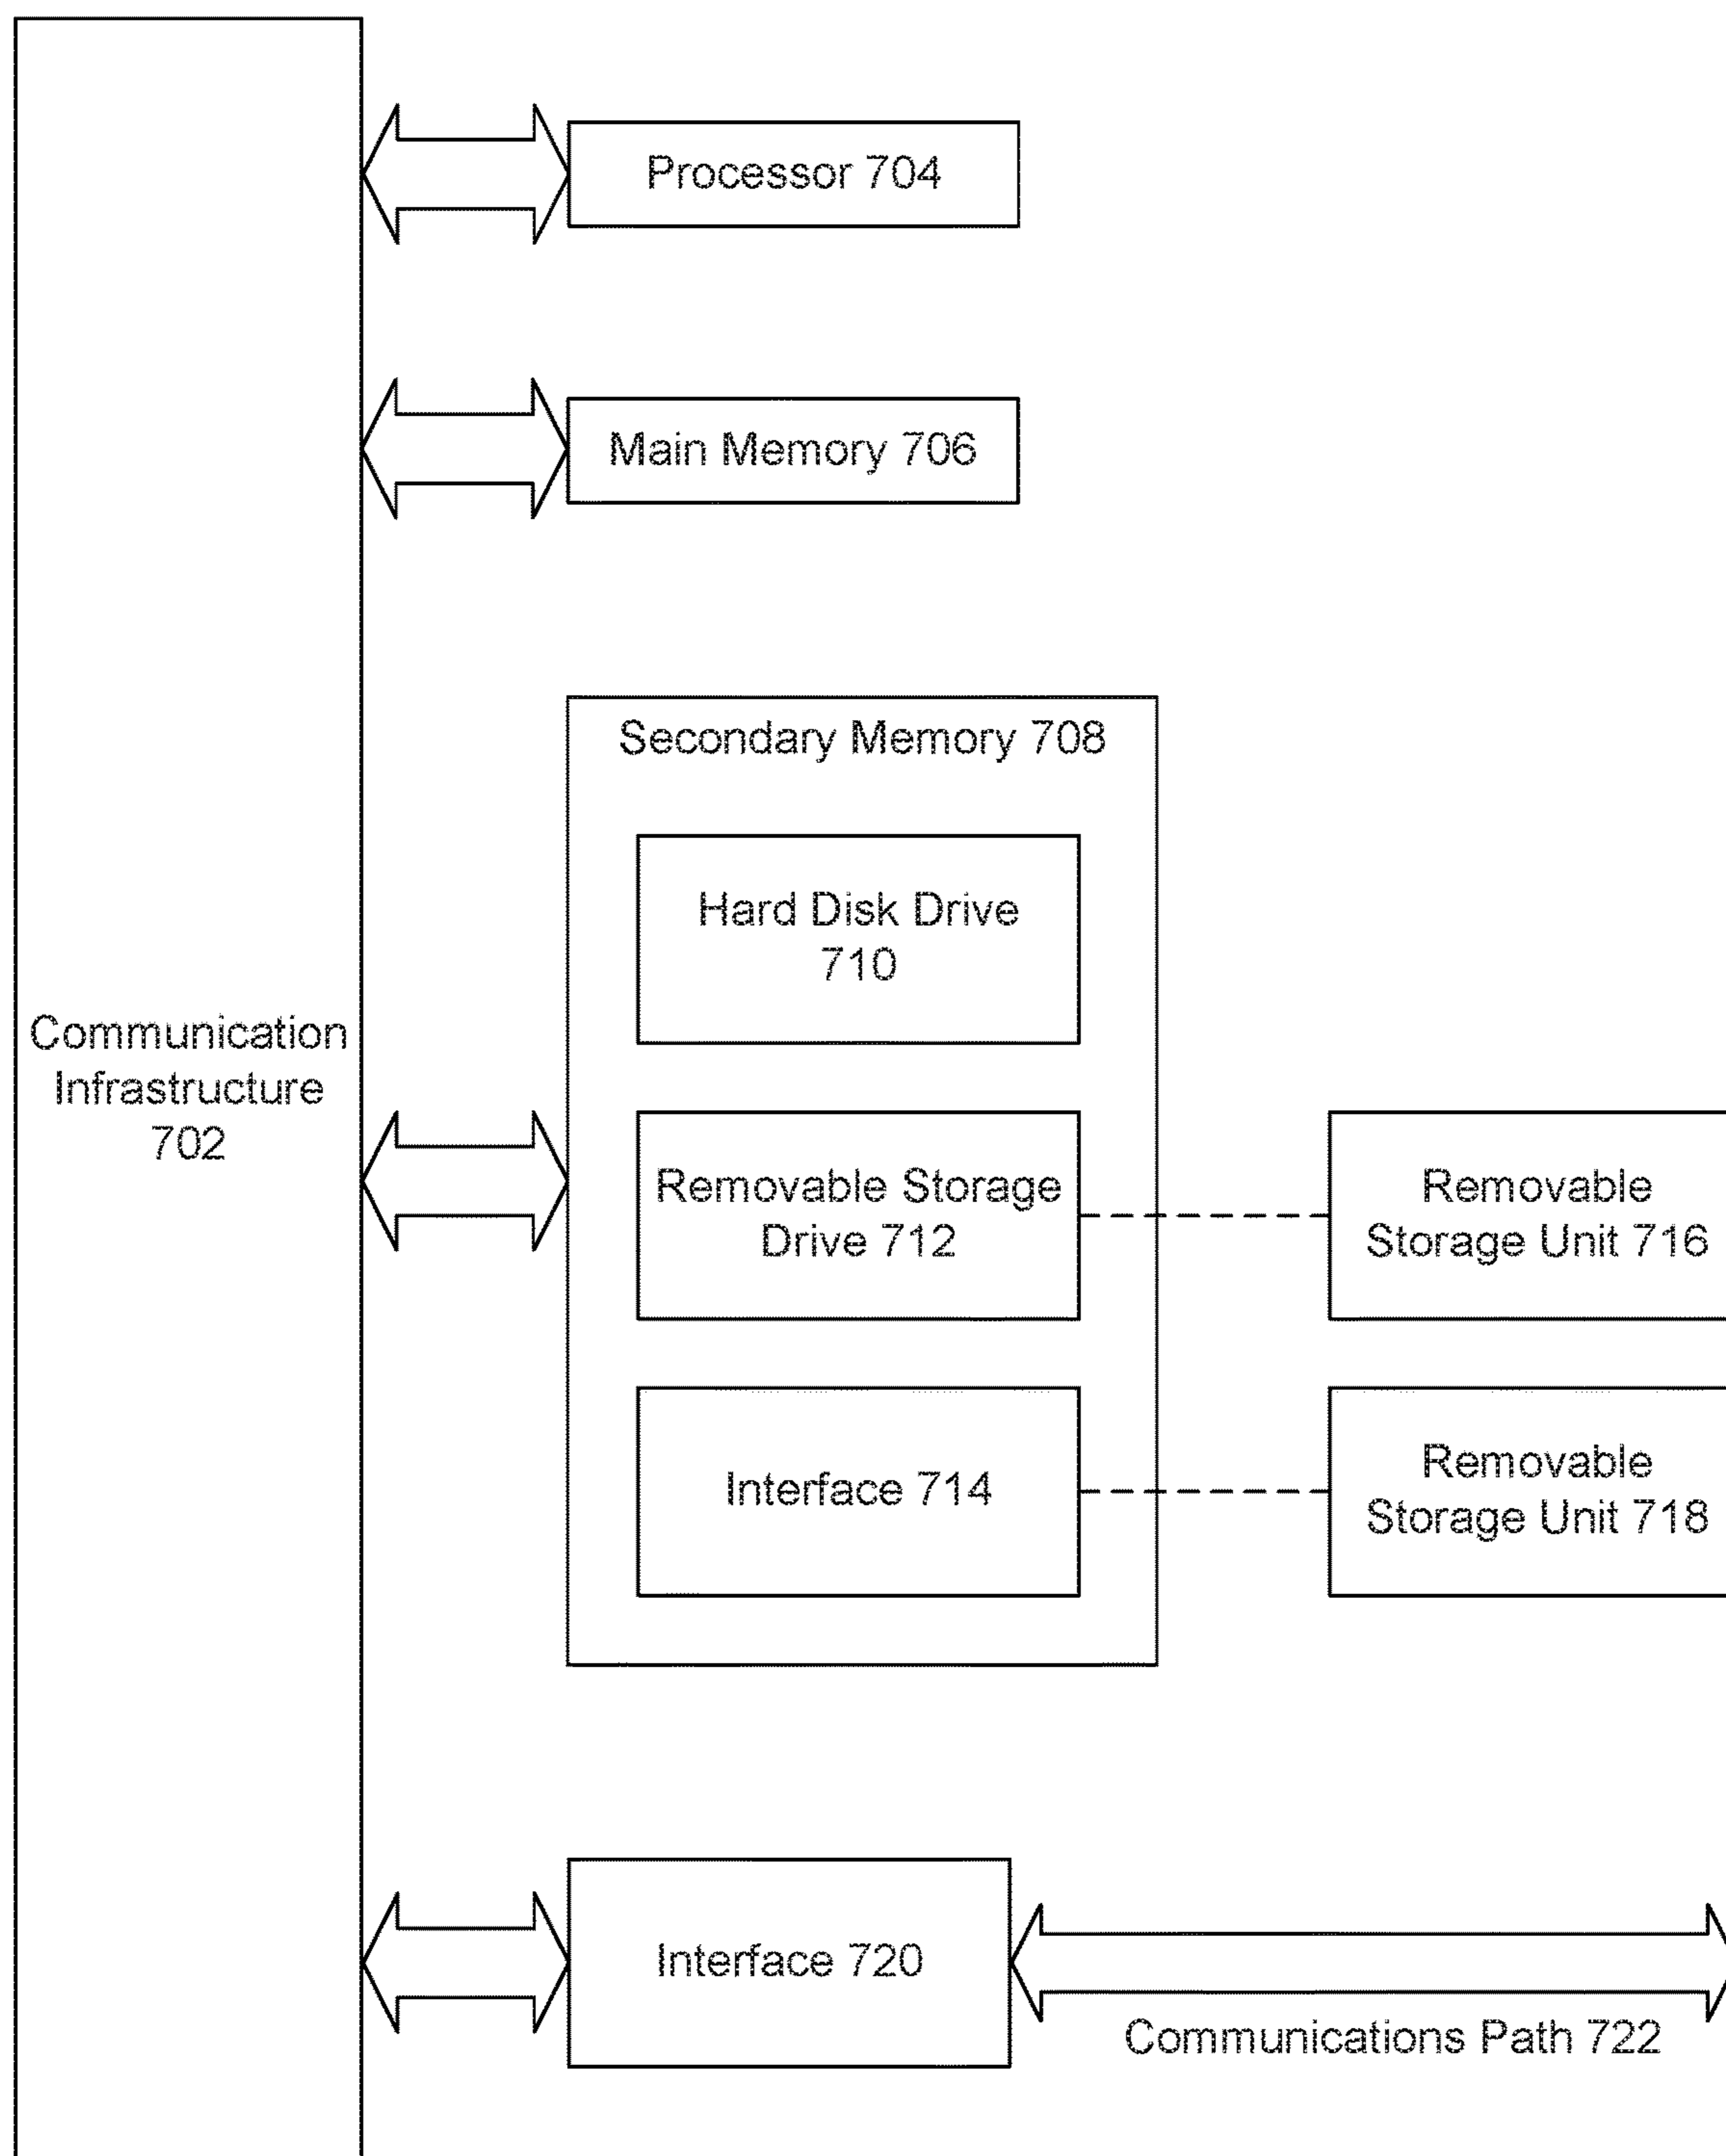 Processor 704
Main Memory 706
Secondary Memory 708
Hard Disk Drive
710
Communication
Infrastructure
702
Removable Storage
Drive 712
Removable
Storage Unit 716
Interface 714
Removable
Storage Unit 718
Interface 720
Communications Path 722